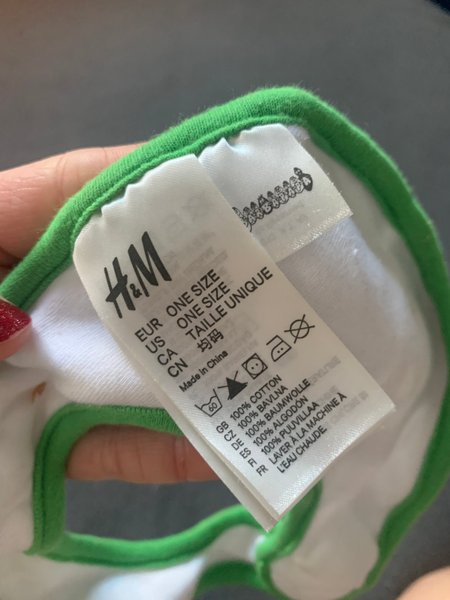 H&M
EUR ONE SIZE
US ONE SIZE
CA TAILLE UNIQUE
CN 均码
Made in China
GB 100% COTTON
CZ 100% BAVLNA
DE 100% BAUMWOLLE
ES 100% ALGODÓN
FI 100% PUUVILLAA
FR LAVER À LA MACHINE À
L'EAU CHAUDE